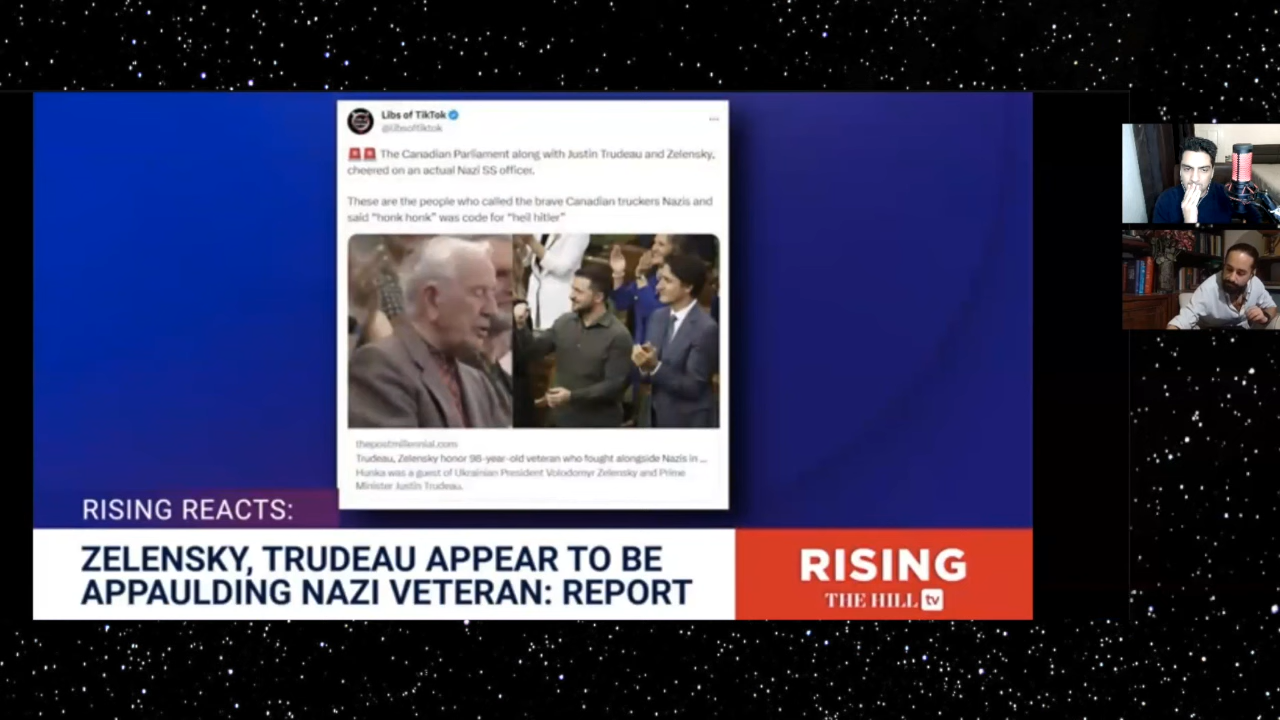 Libs of TikTok
@libsoftiktok
The Canadian Parliament along with Justin Trudeau and Zelensky,
cheered on an actual Nazi SS officer.
These are the people who called the brave Canadian truckers Nazis and
said "honk honk" was code for "heil hitler"
thepostmillennial.com
Trudeau, Zelensky honor 98-year-old veteran who fought alongside Nazis in ...
Hunka was a guest of Ukrainian President Volodomyr Zelensky and Prime
Minister Justin Trudeau.
RISING REACTS:
ZELENSKY, TRUDEAU APPEAR TO BE
APPAULDING NAZI VETERAN: REPORT
RISING
THE HILL tv